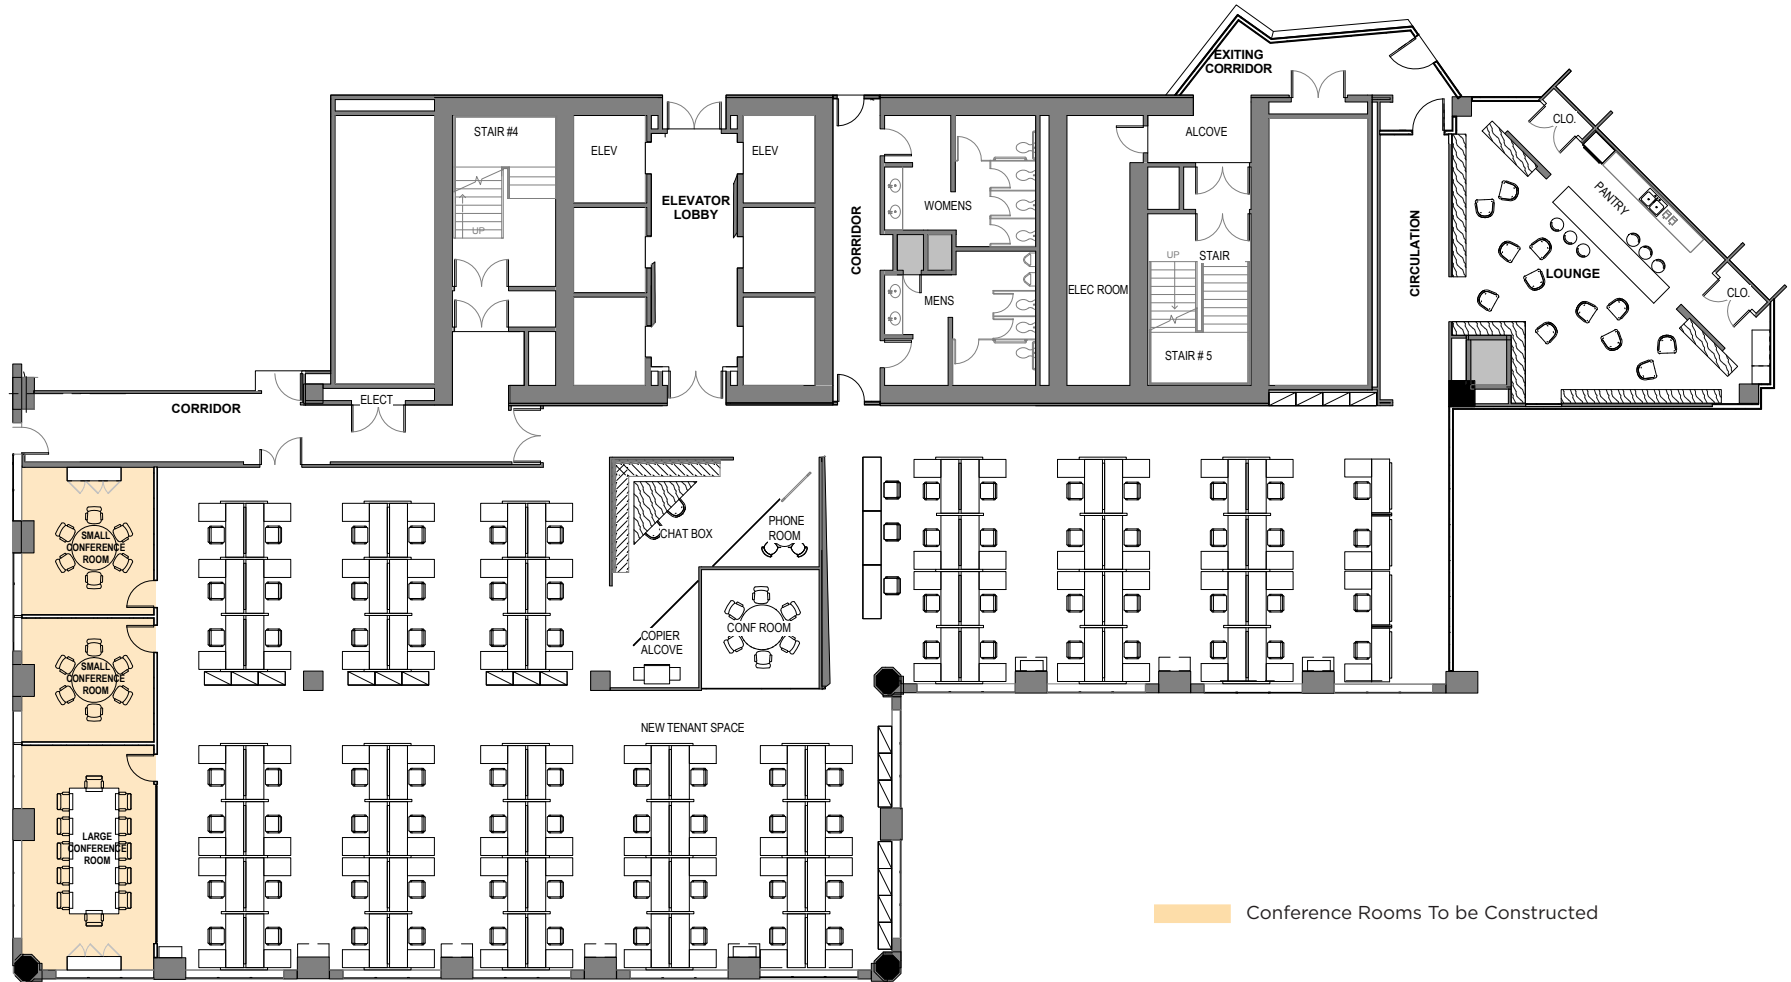 EXITING
CORRIDOR
CLO.
STAIR #4
ALCOVE
ELEV
ELEV
PANTRY
ELEVATOR
LOBBY
WOMENS
CORRIDOR
CIRCULATION
UP
UP
STAIR
LOUNGE
ELEC ROOM
MENS
CLO.
STAIR # 5
ELECT
CORRIDOR
SMALL
CONFERENCE
ROOM
CHAT BOX
PHONE
ROOM
COPIER
ALCOVE
CONF ROOM
SMALL
CONFERENCE
ROOM
NEW TENANT SPACE
LARGE
CONFERENCE
ROOM
Conference Rooms To be Constructed